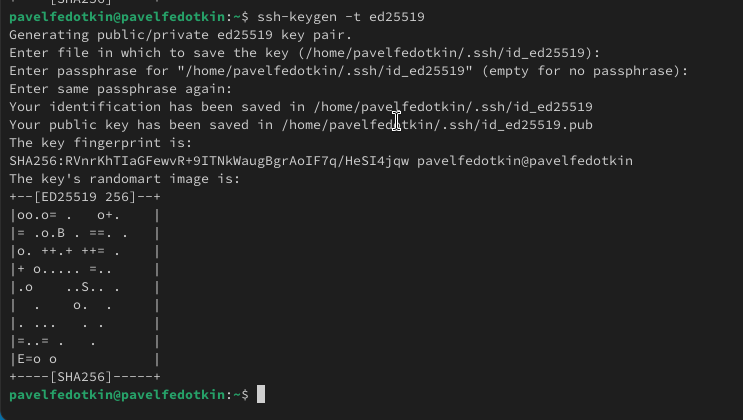 pavelfedotkin@pavelfedotkin:~$ ssh-keygen -t ed25519
Generating public/private ed25519 key pair.
Enter file in which to save the key (/home/pavelfedotkin/.ssh/id_ed25519):
Enter passphrase for "/home/pavelfedotkin/.ssh/id_ed25519" (empty for no passphrase):
Enter same passphrase again:
Your identification has been saved in /home/pavelfedotkin/.ssh/id_ed25519
Your public key has been saved in /home/pavelfedotkin/.ssh/id_ed25519.pub
The key fingerprint is:
SHA256:RVnrKhTIaGFewvR+9ITNkWaugBgrAoIF7q/HeSI4jqw pavelfedotkin@pavelfedotkin
The key's randomart image is:
+--[ED25519 256]--+
|oo.o= .   o+.    |
|= .o.B . ==. .   |
|o. ++.+ ++= .    |
|+ o..... =..     |
|.o    ..S.. .    |
|  .    o.  .     |
|. ...   . .      |
|=..= .   .       |
|E=o o            |
+----[SHA256]-----+
pavelfedotkin@pavelfedotkin:~$